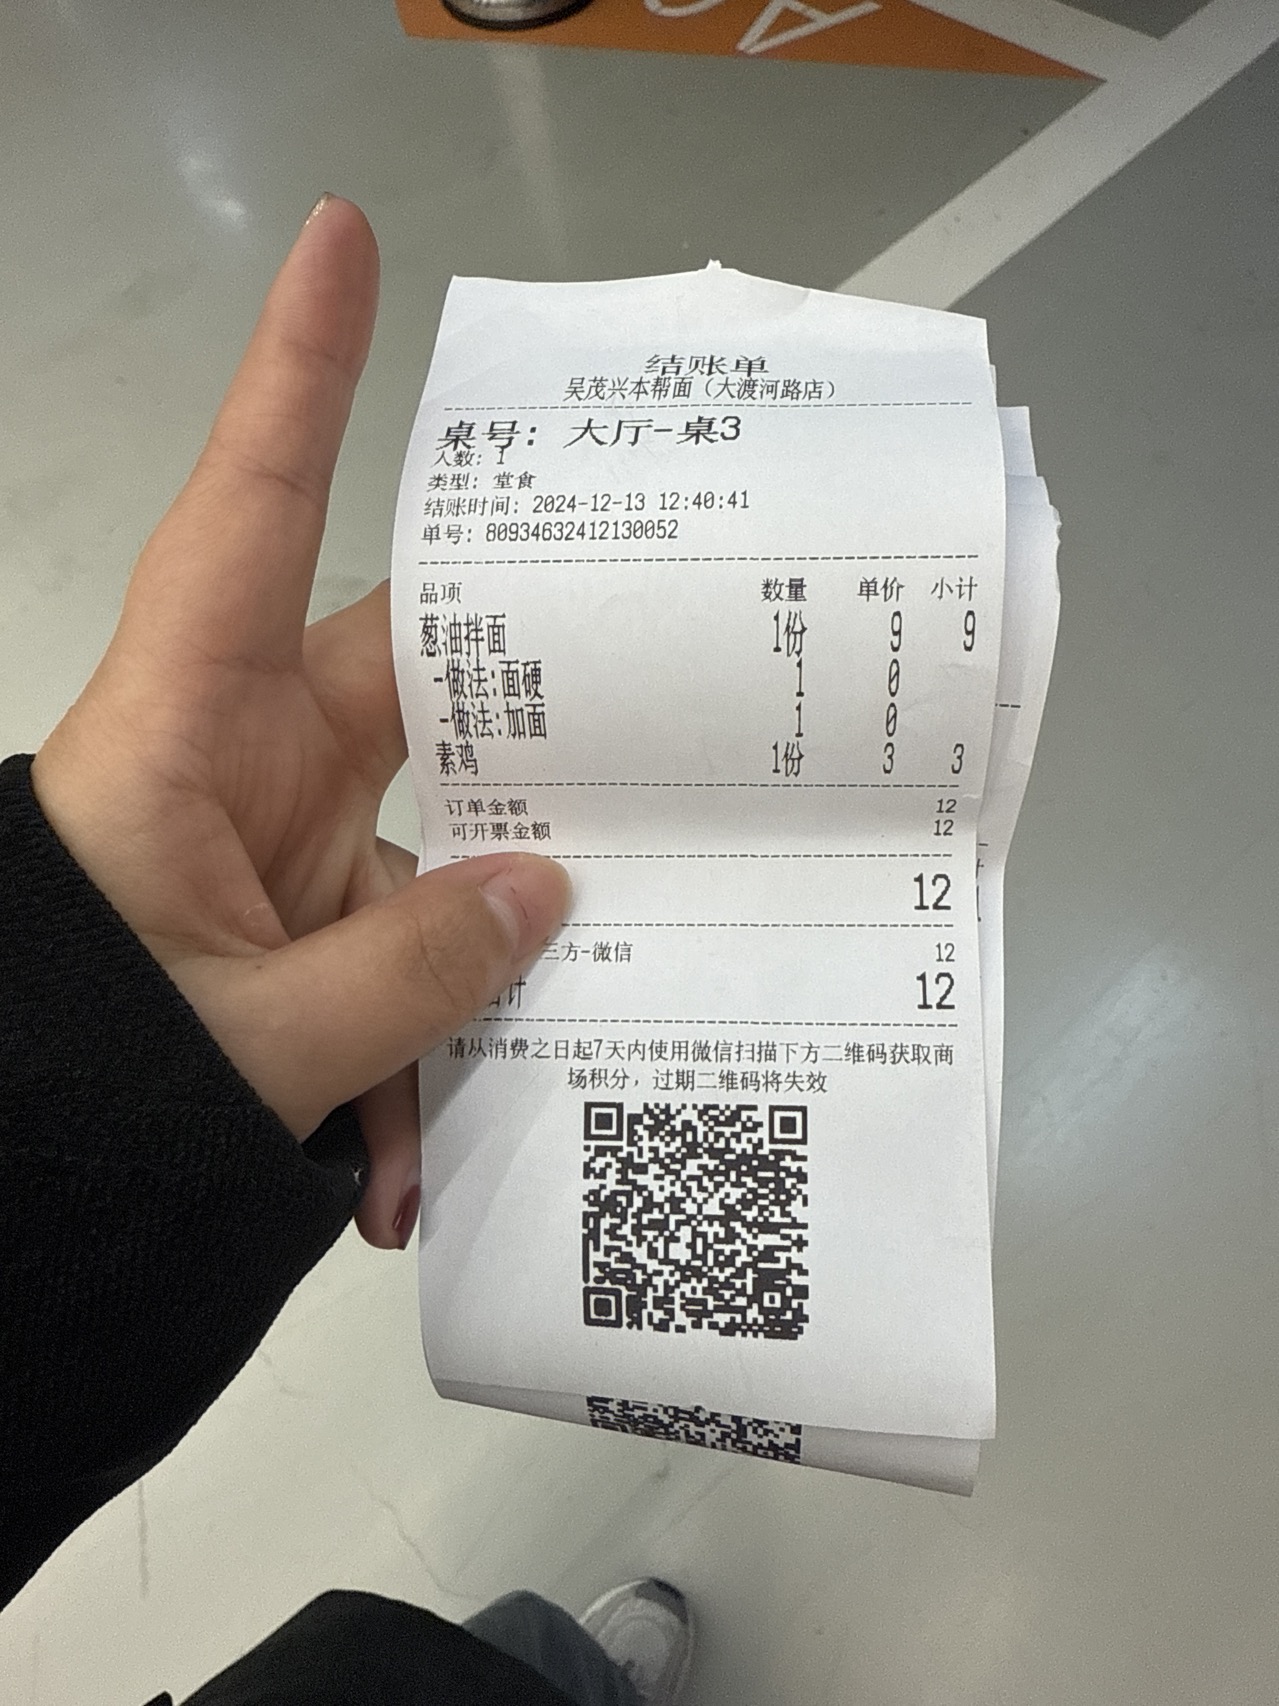 结账单
吴茂兴本帮面（大渡河路店）
桌号: 大厅-桌3
人数: 1
类型: 堂食
结账时间: 2024-12-13 12:40:41
单号: 80934632412130052
品项 数量 单价 小计
葱油拌面 1份 9 9
-做法:面硬 1 0
-做法:加面 1 0
素鸡 1份 3 3
订单金额 12
可开票金额 12
12
三方-微信 12
计 12
请从消费之日起7天内使用微信扫描下方二维码获取商
场积分，过期二维码将失效